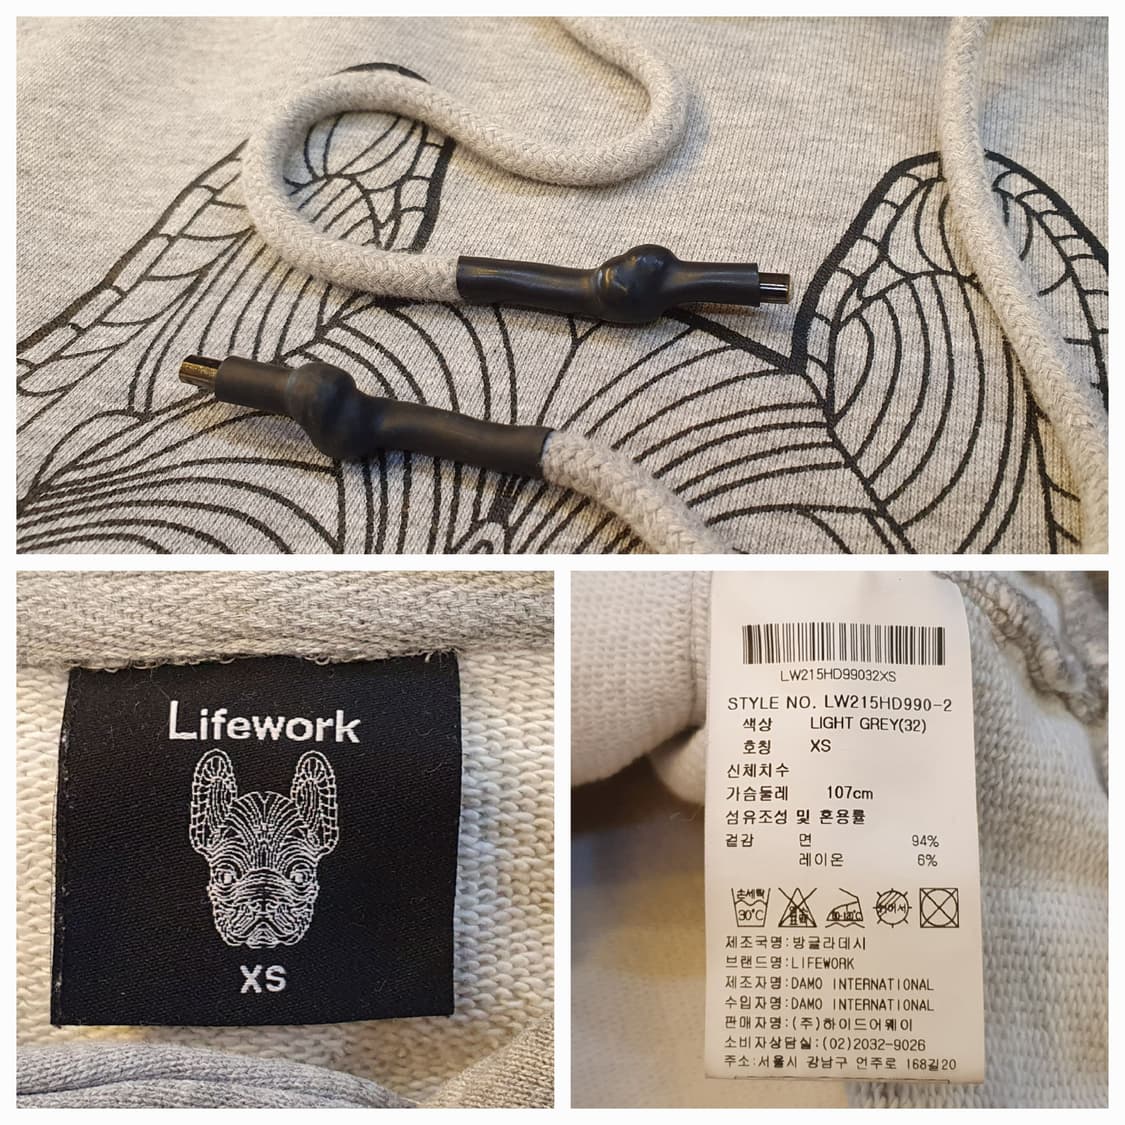 Lifework
XS
LW215HD99032XS
STYLE NO. LW215HD990-2
색상 LIGHT GREY(32)
호칭 XS
신체치수
가슴둘레 107cm
섬유조성 및 혼용률
겉감 면 94%
레이온 6%
손세탁
30°C
제조국명:방글라데시
브랜드명:LIFEWORK
제조자명:DAMO INTERNATIONAL
수입자명:DAMO INTERNATIONAL
판매자명:(주)하이드어웨이
소비자상담실:(02)2032-9026
주소:서울시 강남구 언주로 168길20